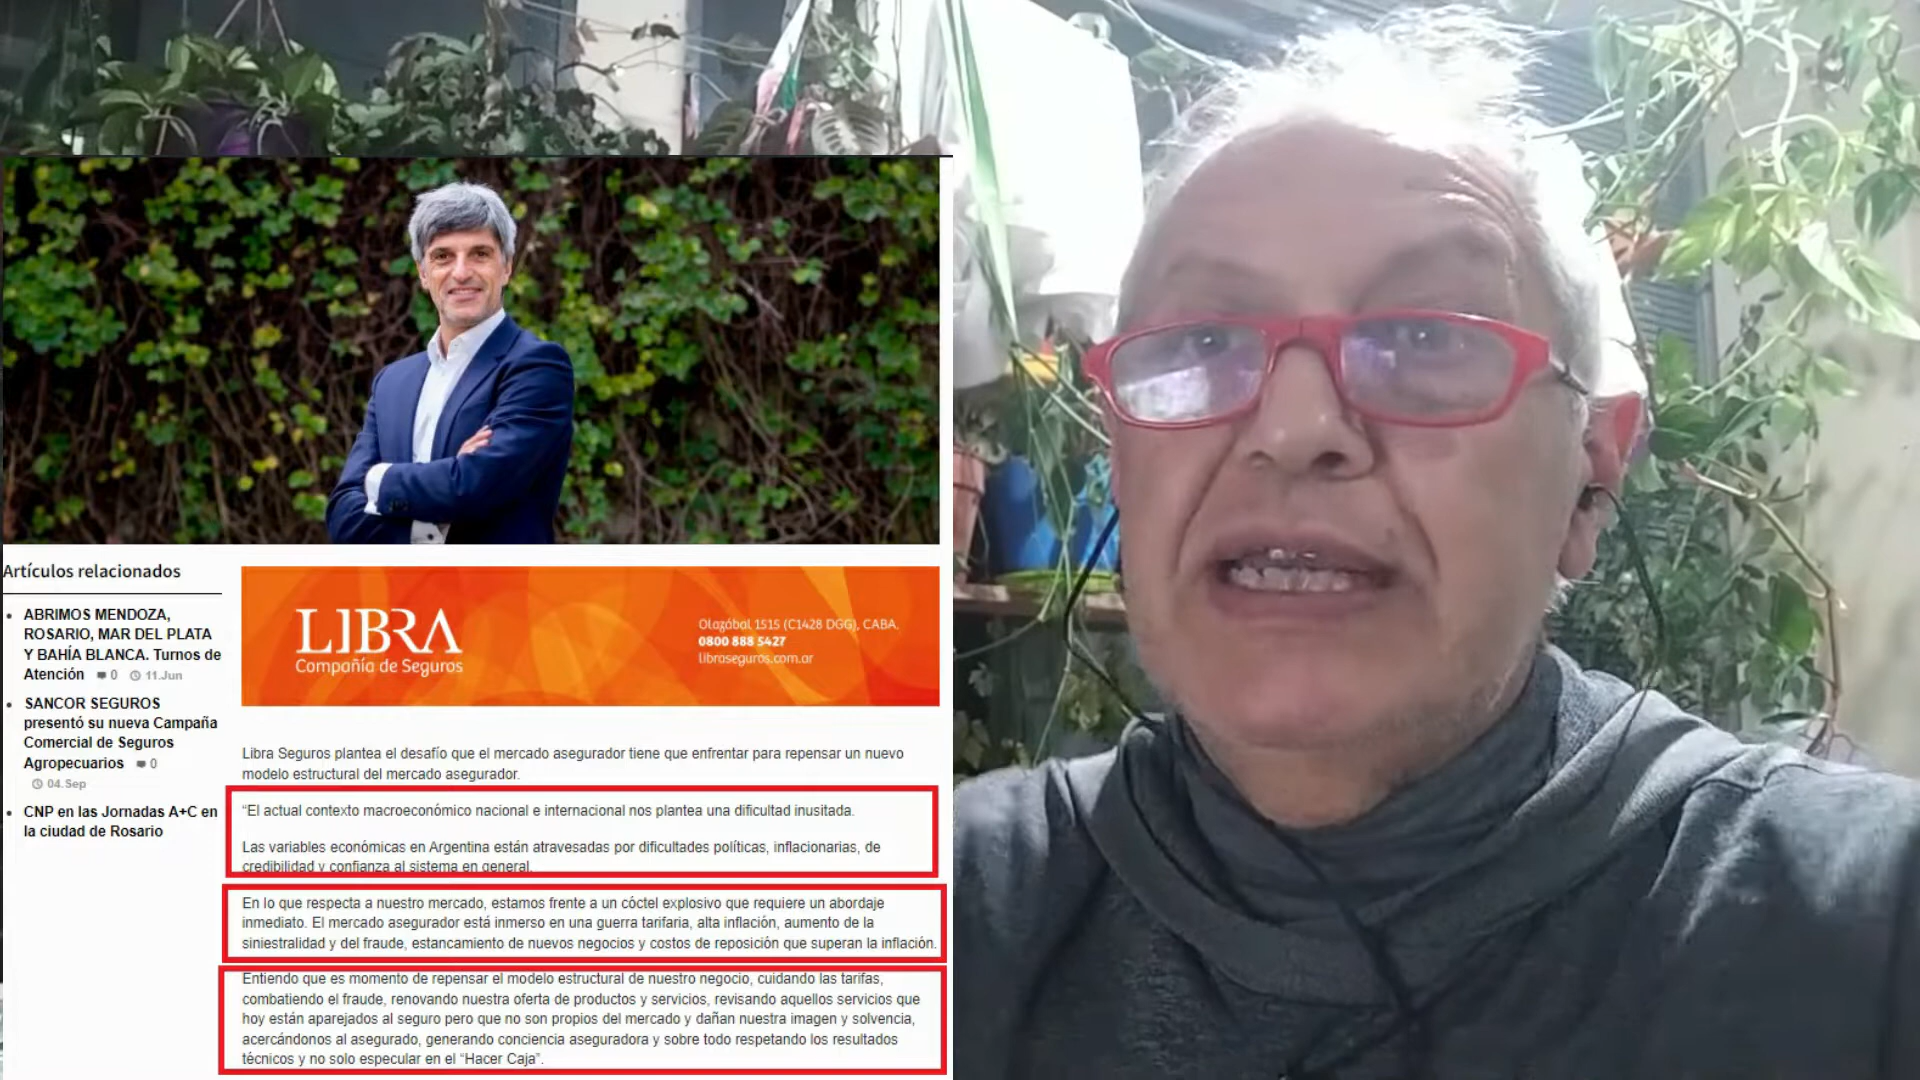 Artículos relacionados
ABRIMOS MENDOZA,
ROSARIO, MAR DEL PLATA
Y BAHÍA BLANCA. Turnos de
Atención 0 11.Jun
SANCOR SEGUROS
presentó su nueva Campaña
Comercial de Seguros
Agropecuarios 0
04.Sep
CNP en las Jornadas A+C en
la ciudad de Rosario
LIBRA
Compañía de Seguros
Olazábal 1515 (C1428 DGG), CABA.
0800 888 5427
libraseguros.com.ar
Libra Seguros plantea el desafío que el mercado asegurador tiene que enfrentar para repensar un nuevo
modelo estructural del mercado asegurador.
“El actual contexto macroeconómico nacional e internacional nos plantea una dificultad inusitada.
Las variables económicas en Argentina están atravesadas por dificultades políticas, inflacionarias, de
credibilidad y confianza al sistema en general.
En lo que respecta a nuestro mercado, estamos frente a un cóctel explosivo que requiere un abordaje
inmediato. El mercado asegurador está inmerso en una guerra tarifaria, alta inflación, aumento de la
siniestralidad y del fraude, estancamiento de nuevos negocios y costos de reposición que superan la inflación.
Entiendo que es momento de repensar el modelo estructural de nuestro negocio, cuidando las tarifas,
combatiendo el fraude, renovando nuestra oferta de productos y servicios, revisando aquellos servicios que
hoy están aparejados al seguro pero que no son propios del mercado y dañan nuestra imagen y solvencia,
acercándonos al asegurado, generando conciencia aseguradora y sobre todo respetando los resultados
técnicos y no solo especular en el “Hacer Caja”.